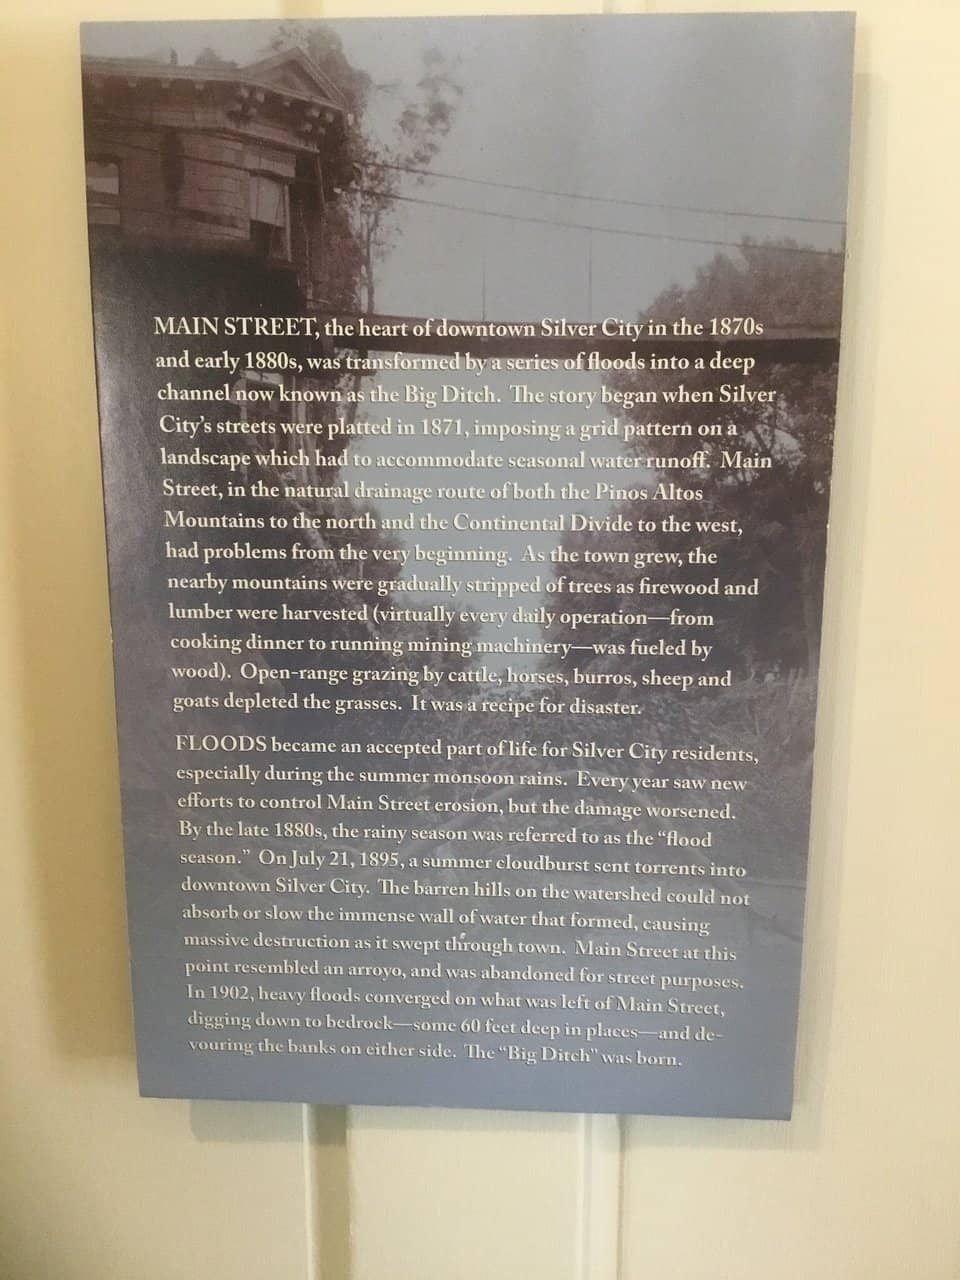 MAIN STREET, the heart of downtown Silver City in the 1870s
and early 1880s, was transformed by a series of floods into a deep
channel now known as the Big Ditch. The story began when Silver
City's streets were platted in 1871, imposing a grid pattern on a
landscape which had to accommodate seasonal water runoff. Main
Street, in the natural drainage route of both the Pinos Altos
Mountains to the north and the Continental Divide to the west,
had problems from the very beginning. As the town grew, the
nearby mountains were gradually stripped of trees as firewood and
lumber were harvested (virtually every daily operation—from
cooking dinner to running mining machinery—was fueled by
wood). Open-range grazing by cattle, horses, burros, sheep and
goats depleted the grasses. It was a recipe for disaster.
FLOODS became an accepted part of life for Silver City residents,
especially during the summer monsoon rains. Every year saw new
efforts to control Main Street erosion, but the damage worsened.
By the late 1880s, the rainy season was referred to as the “flood
season.” On July 21, 1895, a summer cloudburst sent torrents into
downtown Silver City. The barren hills on the watershed could not
absorb or slow the immense wall of water that formed, causing
massive destruction as it swept through town. Main Street at this
point resembled an arroyo, and was abandoned for street purposes.
In 1902, heavy floods converged on what was left of Main Street,
digging down to bedrock—some 60 feet deep in places—and de-
vouring the banks on either side. The “Big Ditch” was born.